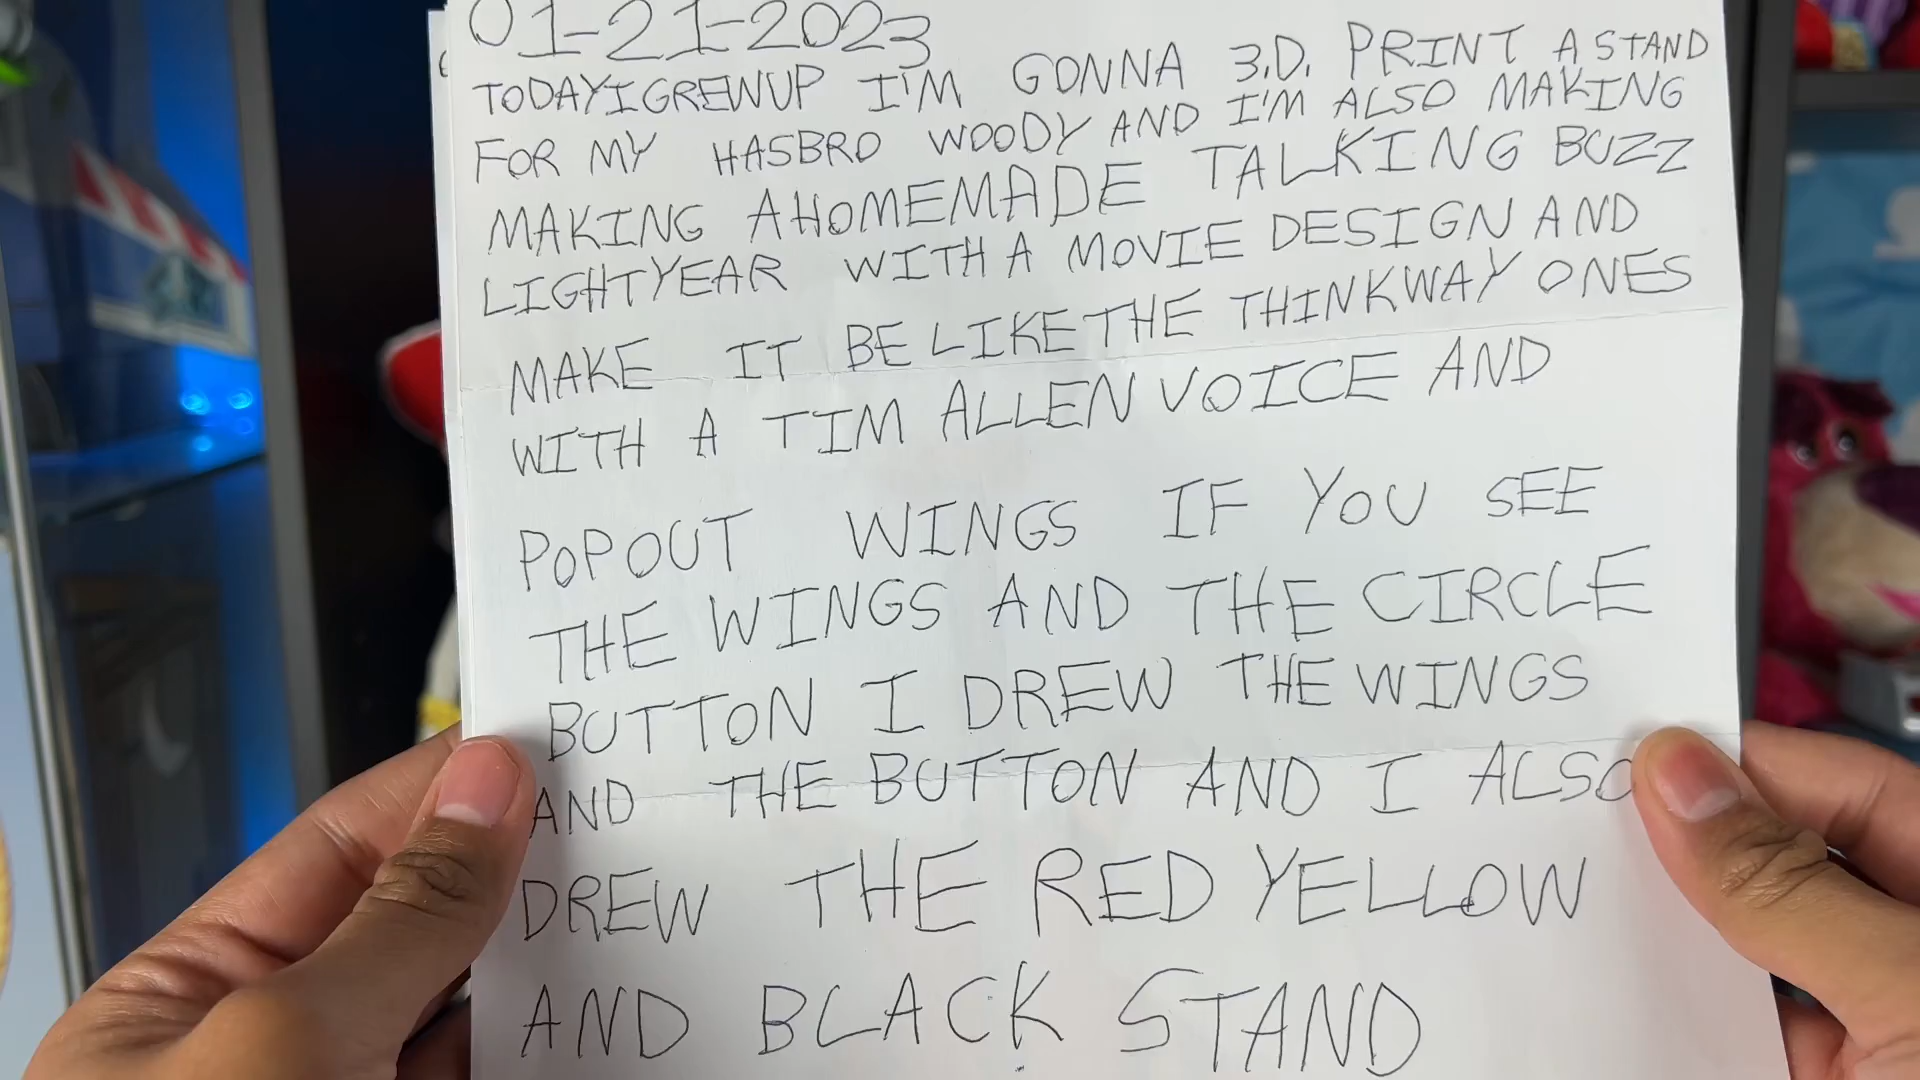 01-21-2023
TODAYIGREWUP I'M GONNA 3.D. PRINT A STAND
FOR MY HASBRO WOODY AND I'M ALSO MAKING
MAKING AHOMEMADE TALKING BUZZ
LIGHTYEAR WITH A MOVIE DESIGN AND
MAKE IT BE LIKE THE THINKWAY ONES
WITH A TIM ALLEN VOICE AND
POPOUT WINGS IF YOU SEE
THE WINGS AND THE CIRCLE
BUTTON I DREW THE WINGS
AND THE BUTTON AND I ALSO
DREW THE RED YELLOW
AND BLACK STAND